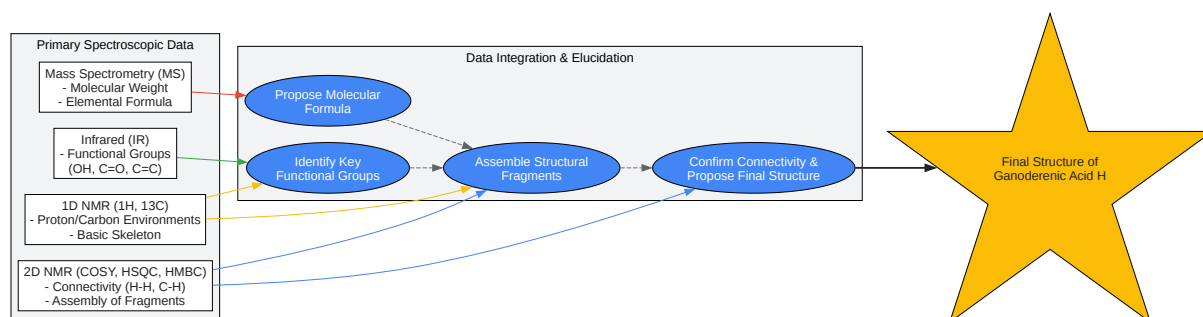 Primary Spectroscopic Data
Mass Spectrometry (MS)
- Molecular Weight
- Elemental Formula
Infrared (IR)
- Functional Groups
(OH, C=O, C=C)
1D NMR (1H, 13C)
- Proton/Carbon Environments
- Basic Skeleton
2D NMR (COSY, HSQC, HMBC)
- Connectivity (H-H, C-H)
- Assembly of Fragments
Data Integration & Elucidation
Propose Molecular
Formula
Identify Key
Functional Groups
Assemble Structural
Fragments
Confirm Connectivity &
Propose Final Structure
Final Structure of
Ganoderenic Acid H